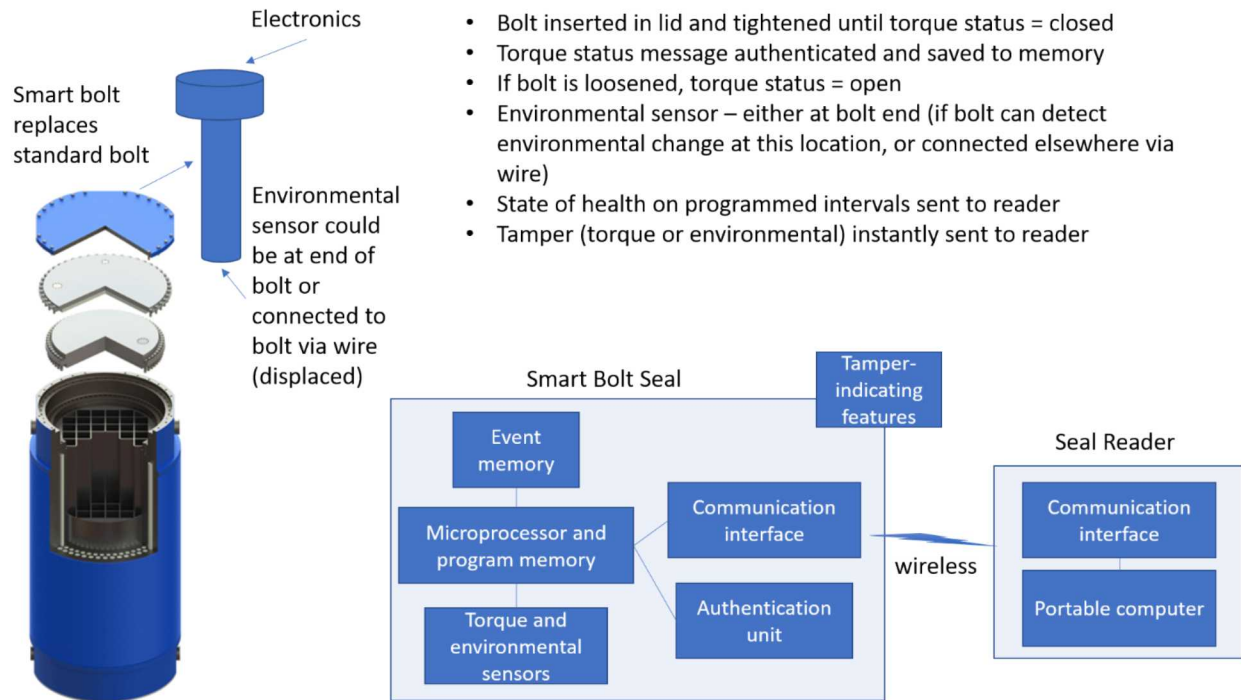 Electronics
Smart bolt
replaces
standard bolt
Environmental
sensor could
be at end of
bolt or
connected to
bolt via wire
(displaced)
• Bolt inserted in lid and tightened until torque status = closed
• Torque status message authenticated and saved to memory
• If bolt is loosened, torque status = open
• Environmental sensor – either at bolt end (if bolt can detect
environmental change at this location, or connected elsewhere via
wire)
• State of health on programmed intervals sent to reader
• Tamper (torque or environmental) instantly sent to reader
Smart Bolt Seal
Tamper-
indicating
features
Event
memory
Microprocessor and
program memory
Torque and
environmental
sensors
Communication
interface
Authentication
unit
wireless
Seal Reader
Communication
interface
Portable computer